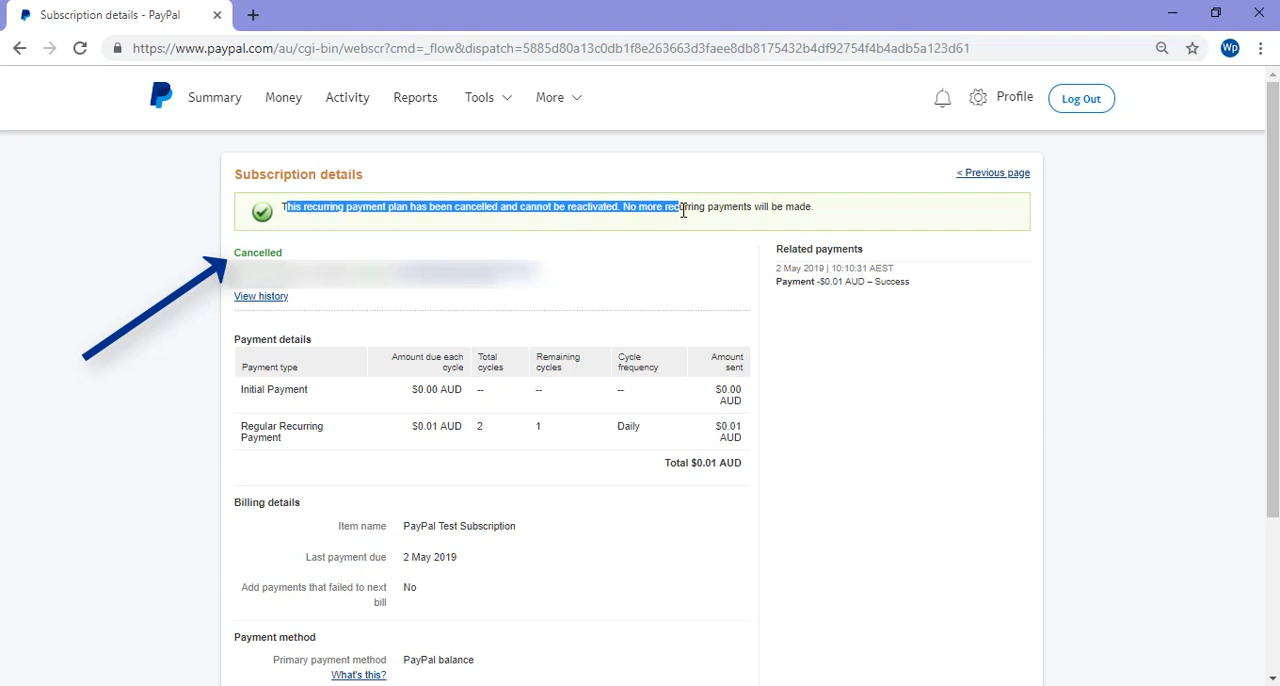 Subscription details - PayPal
https://www.paypal.com/au/cgi-bin/webscr?cmd=_flow&dispatch=5885d80a13c0db1f8e263663d3faee8db8175432b4df92754f4b4adb5a123d61
Wp
Summary Money Activity Reports Tools More Profile Log Out
Subscription details
< Previous page
This recurring payment plan has been cancelled and cannot be reactivated. No more recurring payments will be made.
Cancelled
View history
Related payments
2 May 2019 | 10:10:31 AEST
Payment -$0.01 AUD – Success
Payment details
Payment type Amount due each cycle Total cycles Remaining cycles Cycle frequency Amount sent
Initial Payment $0.00 AUD -- -- -- $0.00 AUD
Regular Recurring Payment $0.01 AUD 2 1 Daily $0.01 AUD
Total $0.01 AUD
Billing details
Item name PayPal Test Subscription
Last payment due 2 May 2019
Add payments that failed to next bill No
Payment method
Primary payment method PayPal balance
What's this?